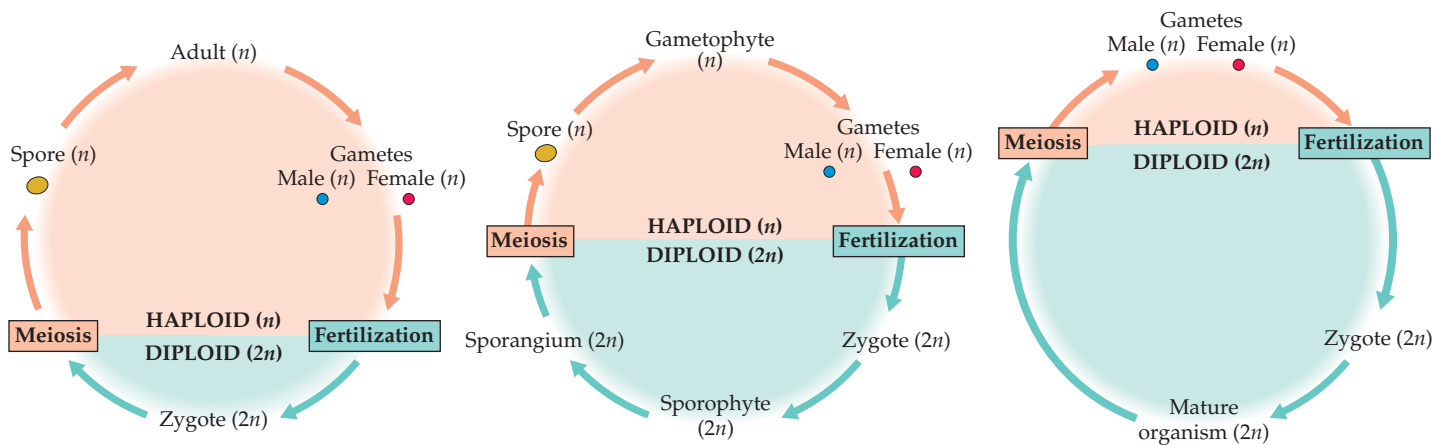 Adult (n)
Spore (n)
Gametes
Male (n) Female (n)
Meiosis
HAPLOID (n)
DIPLOID (2n)
Fertilization
Zygote (2n)
Gametophyte
(n)
Spore (n)
Gametes
Male (n) Female (n)
Meiosis
HAPLOID (n)
DIPLOID (2n)
Fertilization
Sporangium (2n)
Zygote (2n)
Sporophyte
(2n)
Gametes
Male (n) Female (n)
Meiosis
HAPLOID (n)
DIPLOID (2n)
Fertilization
Zygote (2n)
Mature
organism (2n)